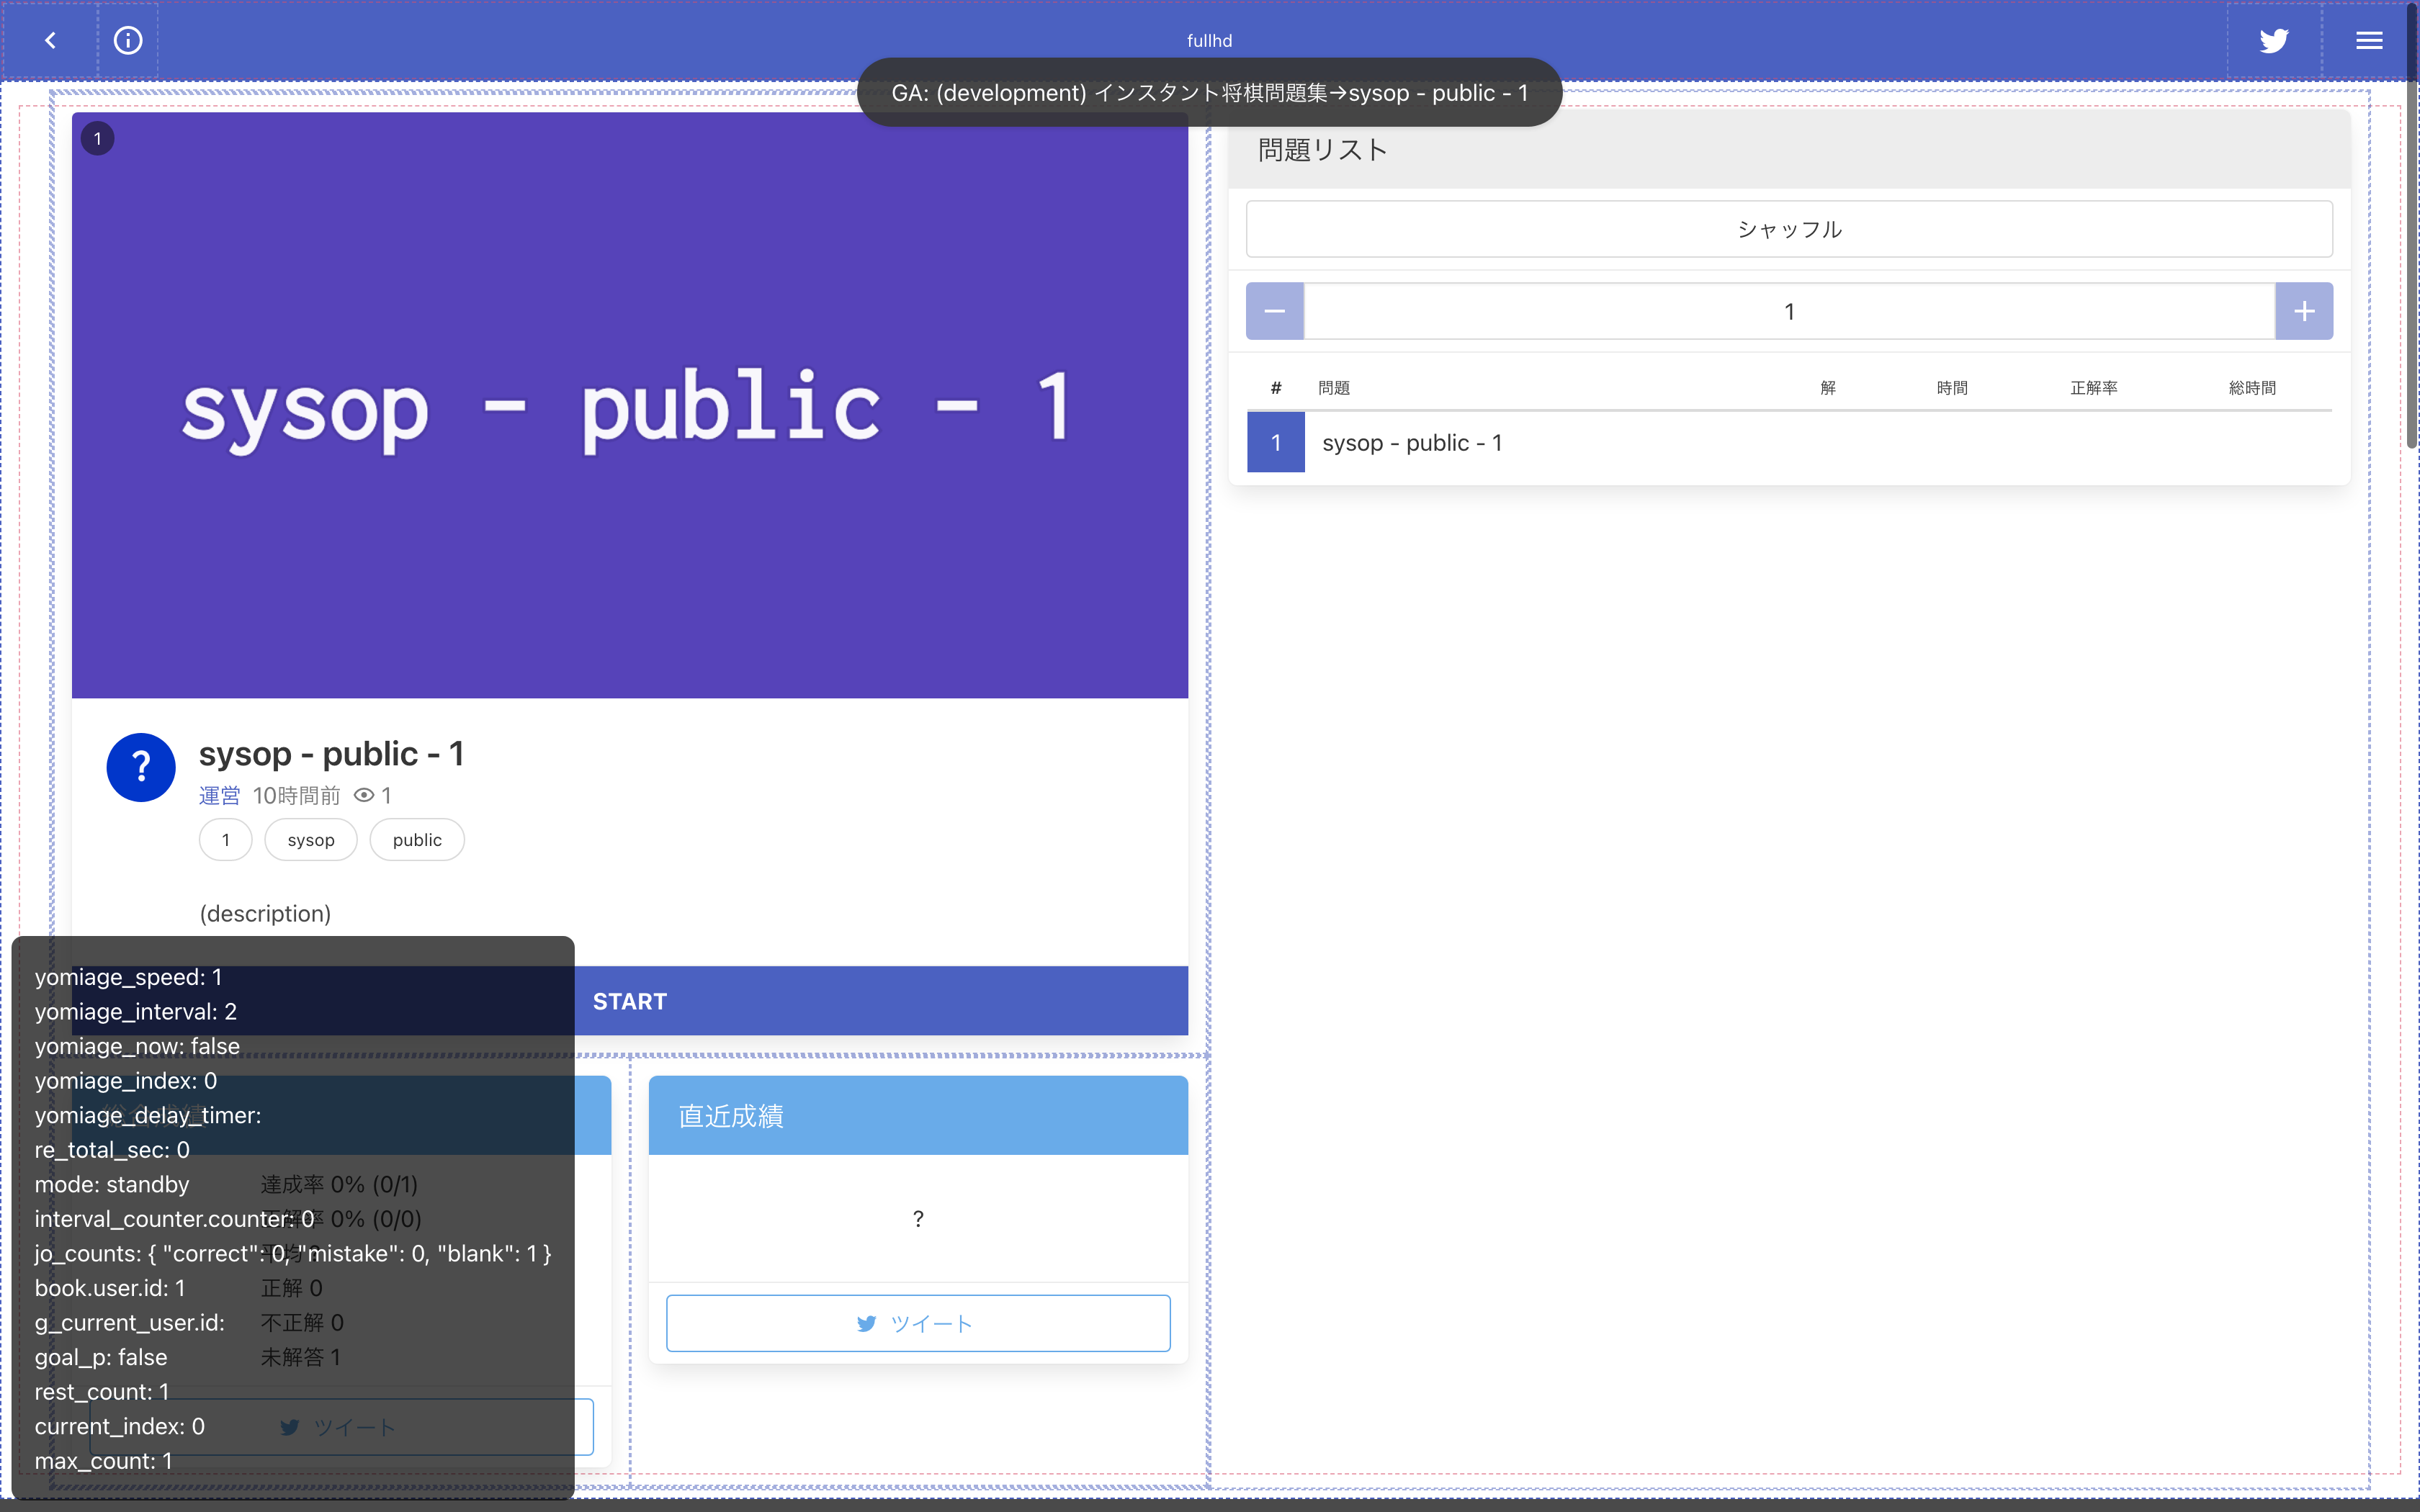 fullhd
GA: (development) インスタント将棋問題集→sysop - public - 1
1
sysop - public - 1
?
sysop - public - 1
運営 10時間前 1
1 sysop public
(description)
START
yomiage_speed: 1
yomiage_interval: 2
yomiage_now: false
yomiage_index: 0
yomiage_delay_timer:
re_total_sec: 0
mode: standby
interval_counter.counter: 0
jo_counts: { "correct": 0, "mistake": 0, "blank": 1 }
book.user.id: 1
g_current_user.id:
goal_p: false
rest_count: 1
current_index: 0
max_count: 1
達成率 0% (0/1)
0% (0/0)
正解 0
不正解 0
未解答 1
ツイート
直近成績
?
ツイート
問題リスト
シャッフル
1
# 問題 解 時間 正解率 総時間
1 sysop - public - 1